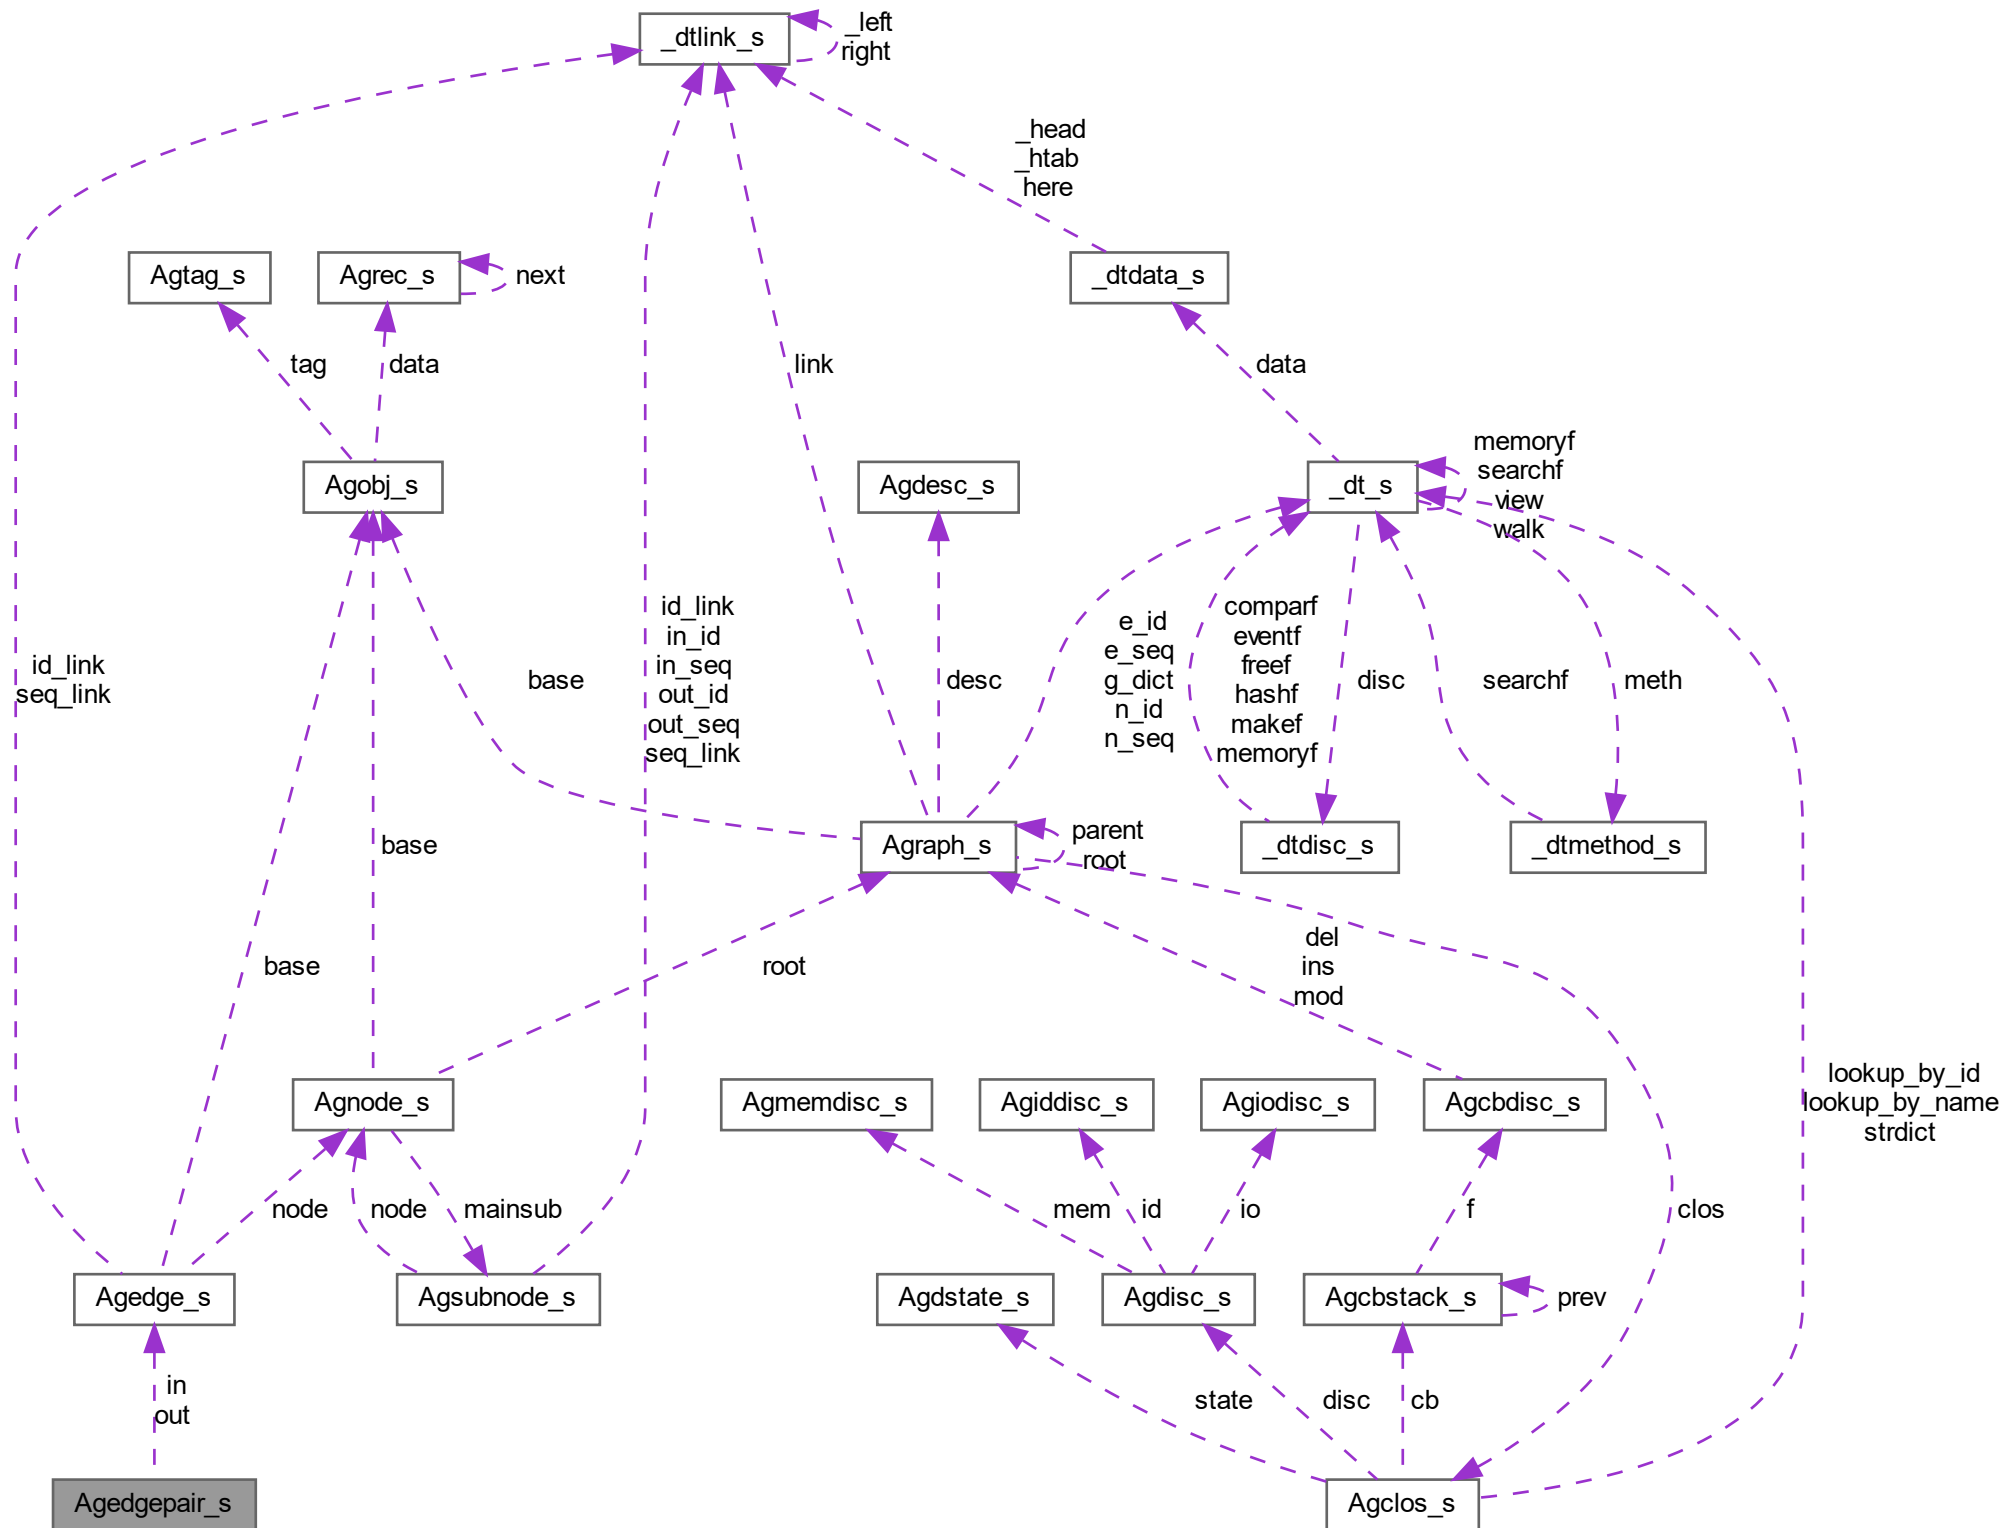 _dtlink_s
_left
right
_head
_htab
here
Agtag_s
Agrec_s
next
_dtdata_s
tag
data
link
data
Agobj_s
Agdesc_s
_dt_s
memoryf
searchf
view
walk
id_link
seq_link
id_link
in_id
in_seq
out_id
out_seq
seq_link
base
desc
e_id
e_seq
g_dict
n_id
n_seq
comparf
eventf
freef
hashf
makef
memoryf
disc
searchf
meth
base
Agraph_s
parent
root
_dtdisc_s
_dtmethod_s
base
root
del
ins
mod
lookup_by_id
lookup_by_name
strdict
Agnode_s
Agmemdisc_s
Agiddisc_s
Agiodisc_s
Agcbdisc_s
node
node
mainsub
mem
id
io
f
clos
Agedge_s
Agsubnode_s
Agdstate_s
Agdisc_s
Agcbstack_s
prev
in
out
state
disc
cb
Agedgepair_s
Agclos_s